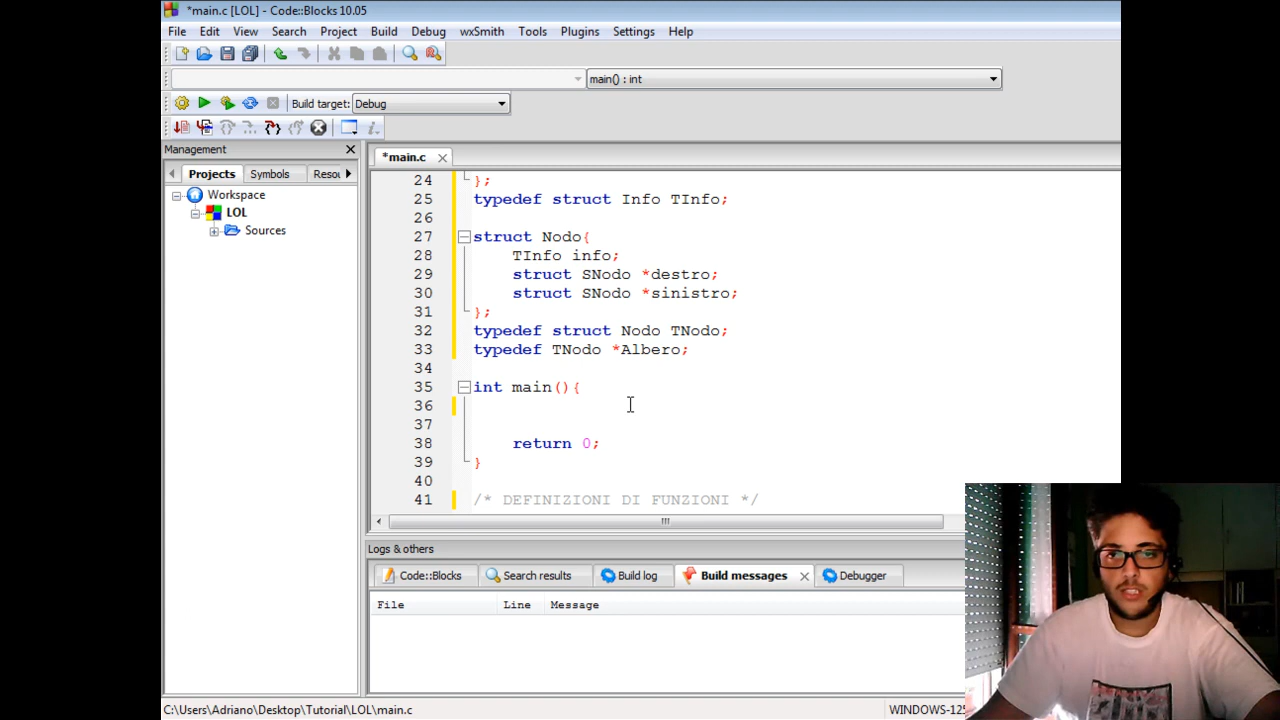 *main.c [LOL] - Code::Blocks 10.05
File Edit View Search Project Build Debug wxSmith Tools Plugins Settings Help
main() : int
Build target: Debug
Management
*main.c
Projects Symbols Resou
Workspace
LOL
Sources
24 };
25 typedef struct Info TInfo;
26
27 struct Nodo{
28 TInfo info;
29 struct SNodo *destro;
30 struct SNodo *sinistro;
31 };
32 typedef struct Nodo TNodo;
33 typedef TNodo *Albero;
34
35 int main(){
36
37
38 return 0;
39 }
40
41 /* DEFINIZIONI DI FUNZIONI */
Logs & others
Code::Blocks Search results Build log Build messages Debugger
File Line Message
C:\Users\Adriano\Desktop\Tutorial\LOL\main.c WINDOWS-125